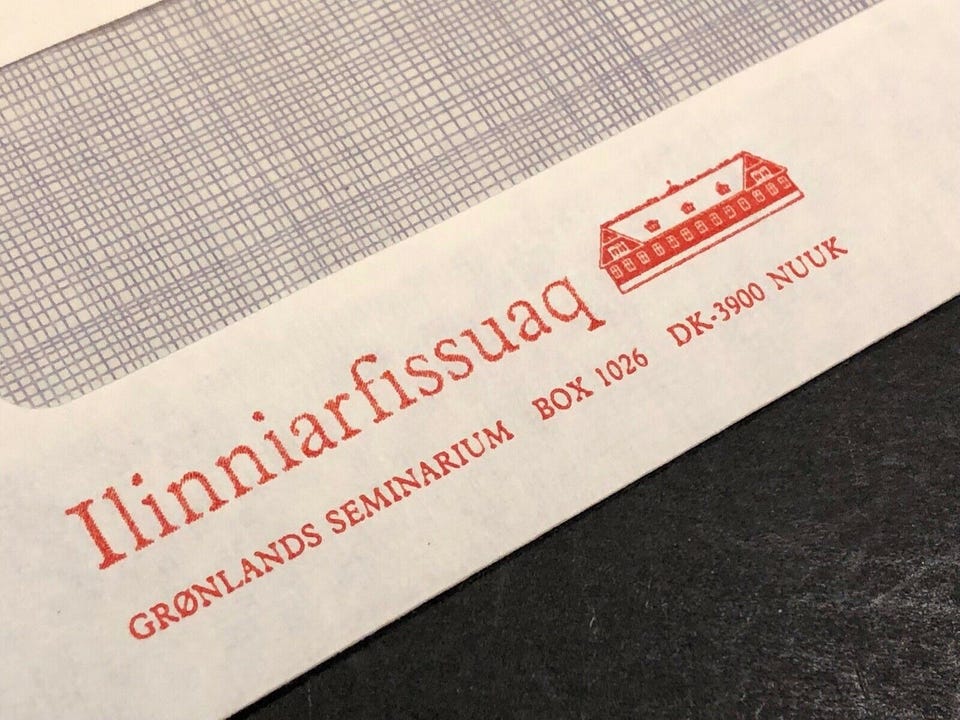 Ilinniarfissuaq
GRØNLANDS SEMINARIUM BOX 1026 DK-3900 NUUK